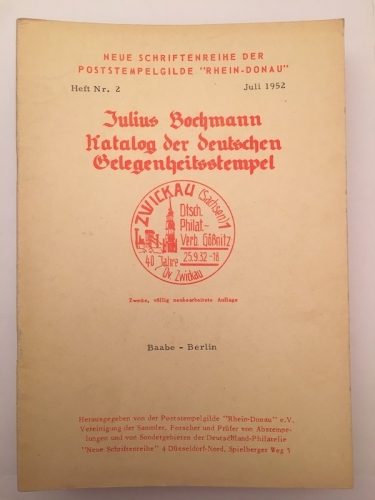 NEUE SCHRIFTENREIHE DER
POSTSTEMPELGILDE "RHEIN-DONAU"
Heft Nr. 2 Juli 1952
Julius Bochmann
Katalog der deutschen
Gelegenheitsstempel
ZWICKAU (Sachsen) 1
Dtsch.
Philat.-
Verb. Gößnitz
25.9.32.-18
40 Jahre
Ov. Zwickau
Zweite, völlig neubearbeitete Auflage
Baabe - Berlin
Herausgegeben von der Poststempelgilde "Rhein-Donau" e.V.
Vereinigung der Sammler, Forscher und Prüfer von Abstempe-
lungen und von Sondergebieten der Deutschland-Philatelie
"Neue Schriftenreihe" 4 Düsseldorf-Nord, Spielberger Weg 5